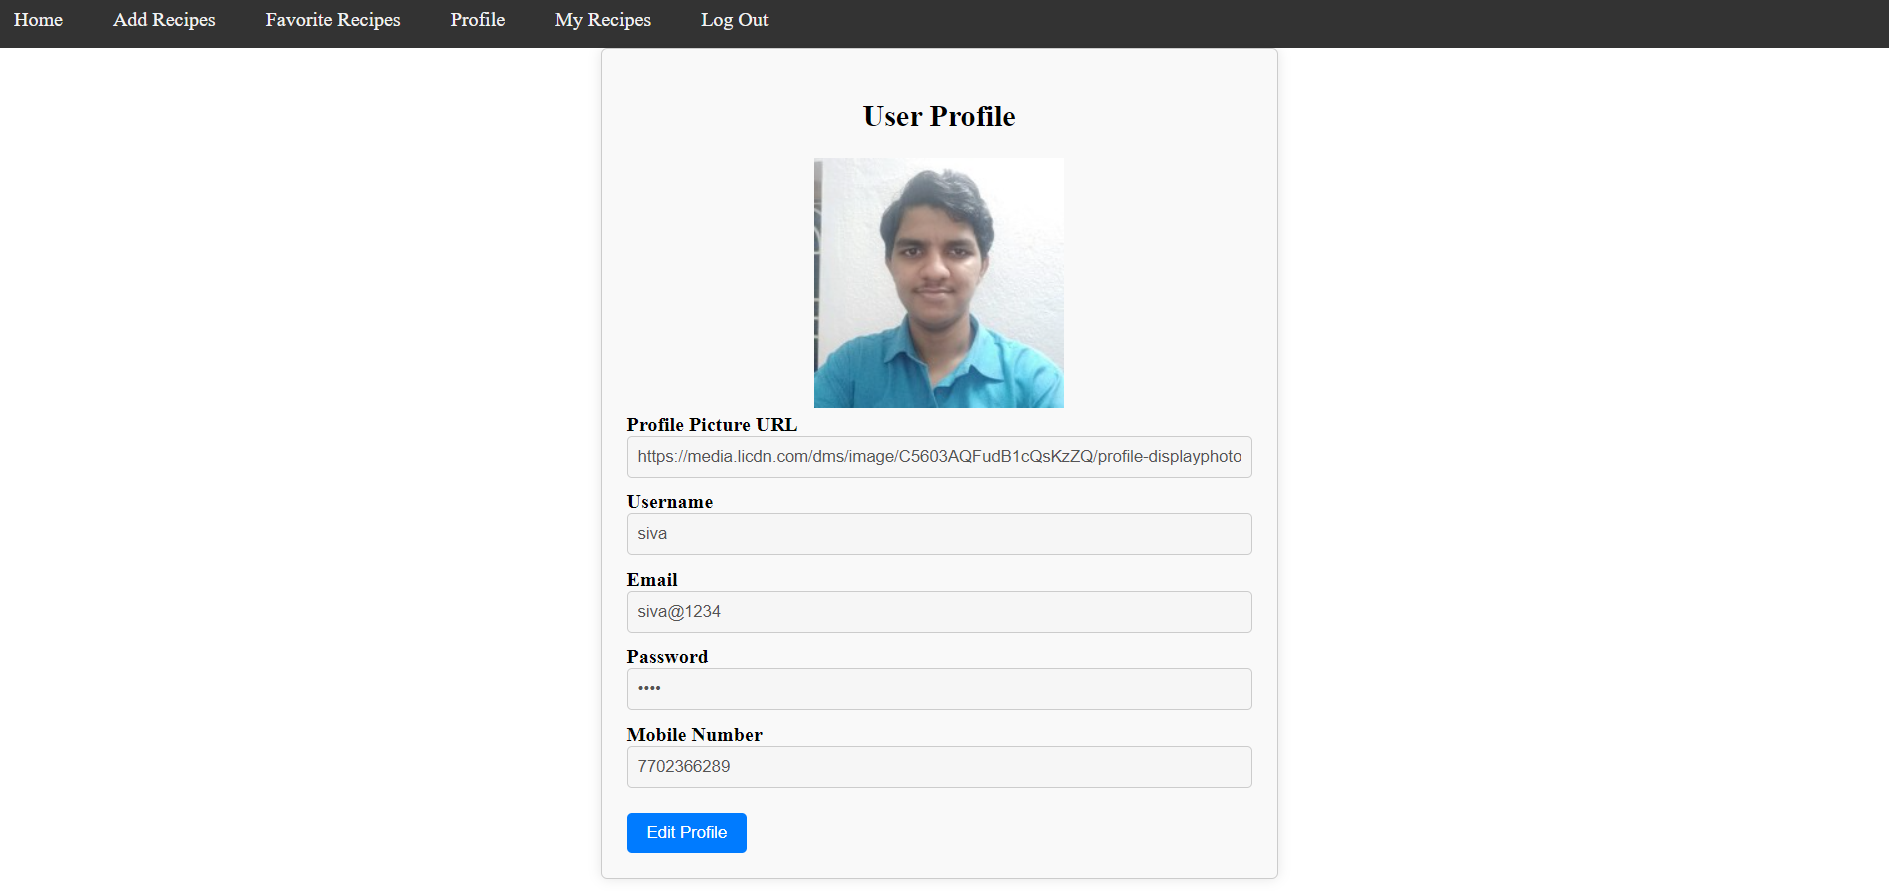 Home Add Recipes Favorite Recipes Profile My Recipes Log Out
User Profile
Profile Picture URL
https://media.licdn.com/dms/image/C5603AQFudB1cQsKzZQ/profile-displayphoto
Username
siva
Email
siva@1234
Password
••••
Mobile Number
7702366289
Edit Profile